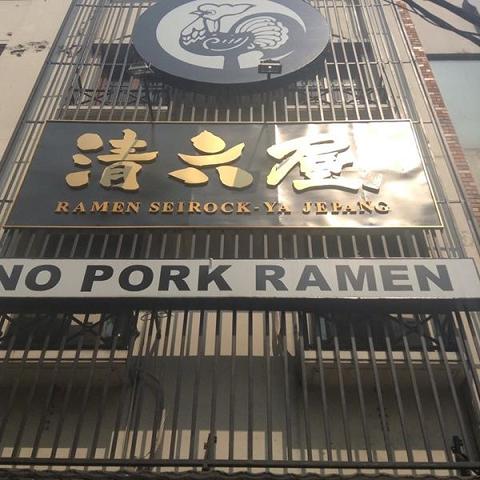 清六屋
RAMEN SEIROCK-YA JEPANG
NO PORK RAMEN